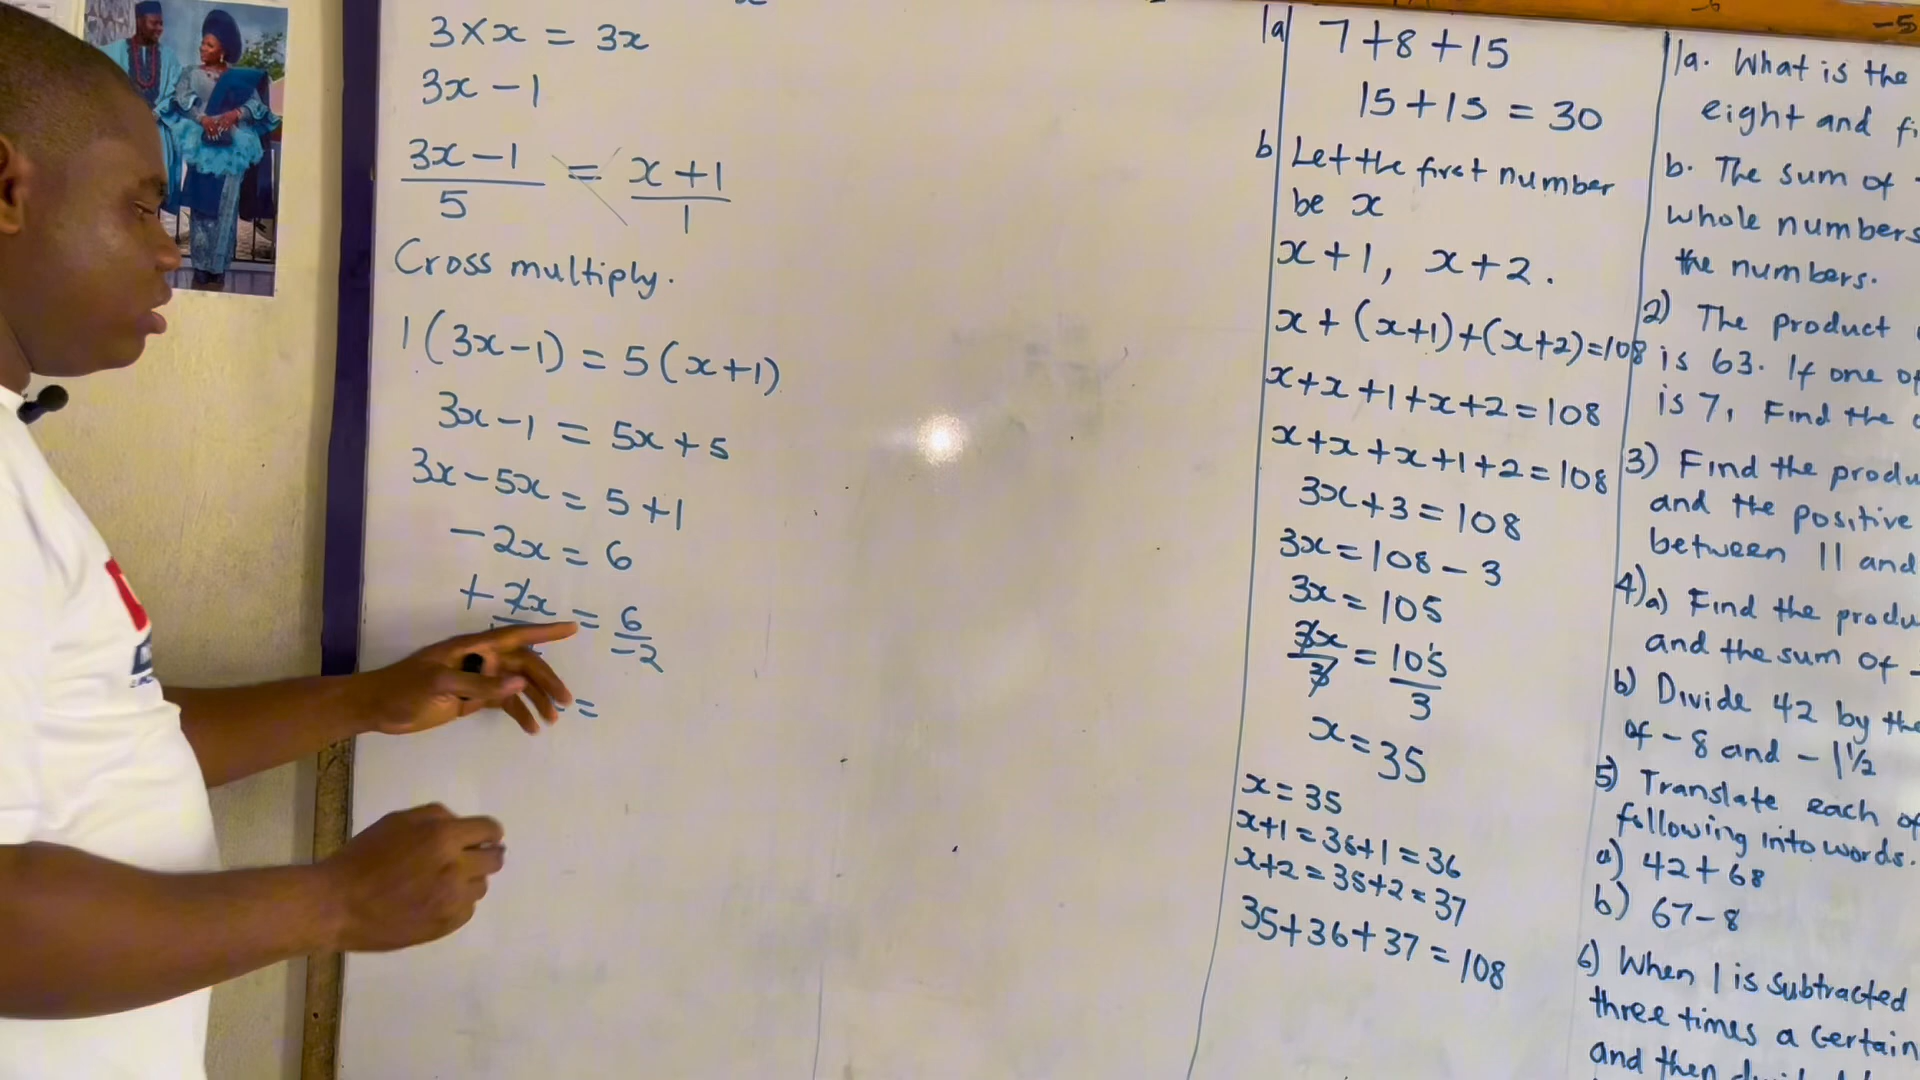 3 × x = 3x
3x - 1
3x - 1 / 5 = x + 1 / 1
Cross multiply.
1(3x - 1) = 5(x + 1)
3x - 1 = 5x + 5
3x - 5x = 5 + 1
-2x = 6
+ 2x = 6 / -2
=
1a 7 + 8 + 15
15 + 15 = 30
b Let the first number
be x
x + 1, x + 2.
x + (x+1) + (x+2) = 108
x + x + 1 + x + 2 = 108
x + x + x + 1 + 2 = 108
3x + 3 = 108
3x = 108 - 3
3x = 105
3x / 3 = 105 / 3
x = 35
x = 35
x+1 = 35+1 = 36
x+2 = 35+2 = 37
35 + 36 + 37 = 108
-6
-5
1a. What is the
eight and
b. The sum of
whole numbers
the numbers.
2) The product
is 63. If one of
is 7, Find the
3) Find the produ
and the positive
between 11 and
4) a) Find the produ
and the sum of -
b) Divide 42 by the
of - 8 and - 1 1/2
5) Translate each of
following into words.
a) 42 + 68
b) 67 - 8
6) When 1 is subtracted
three times a certain
and then